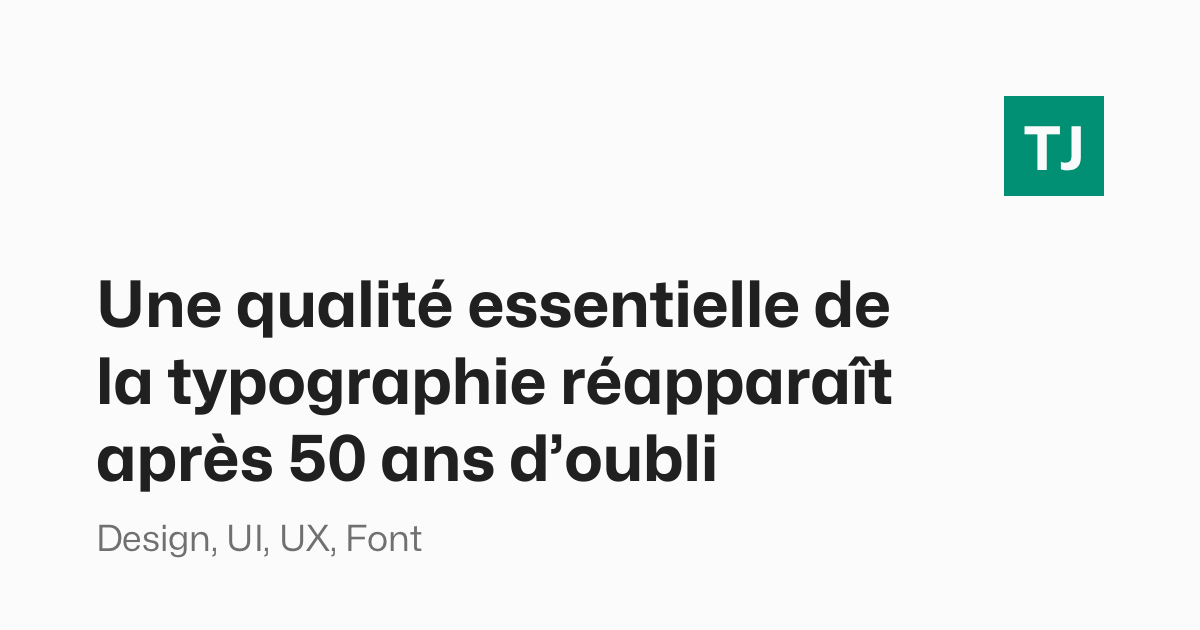 TJ
Une qualité essentielle de
la typographie réapparaît
après 50 ans d’oubli
Design, UI, UX, Font